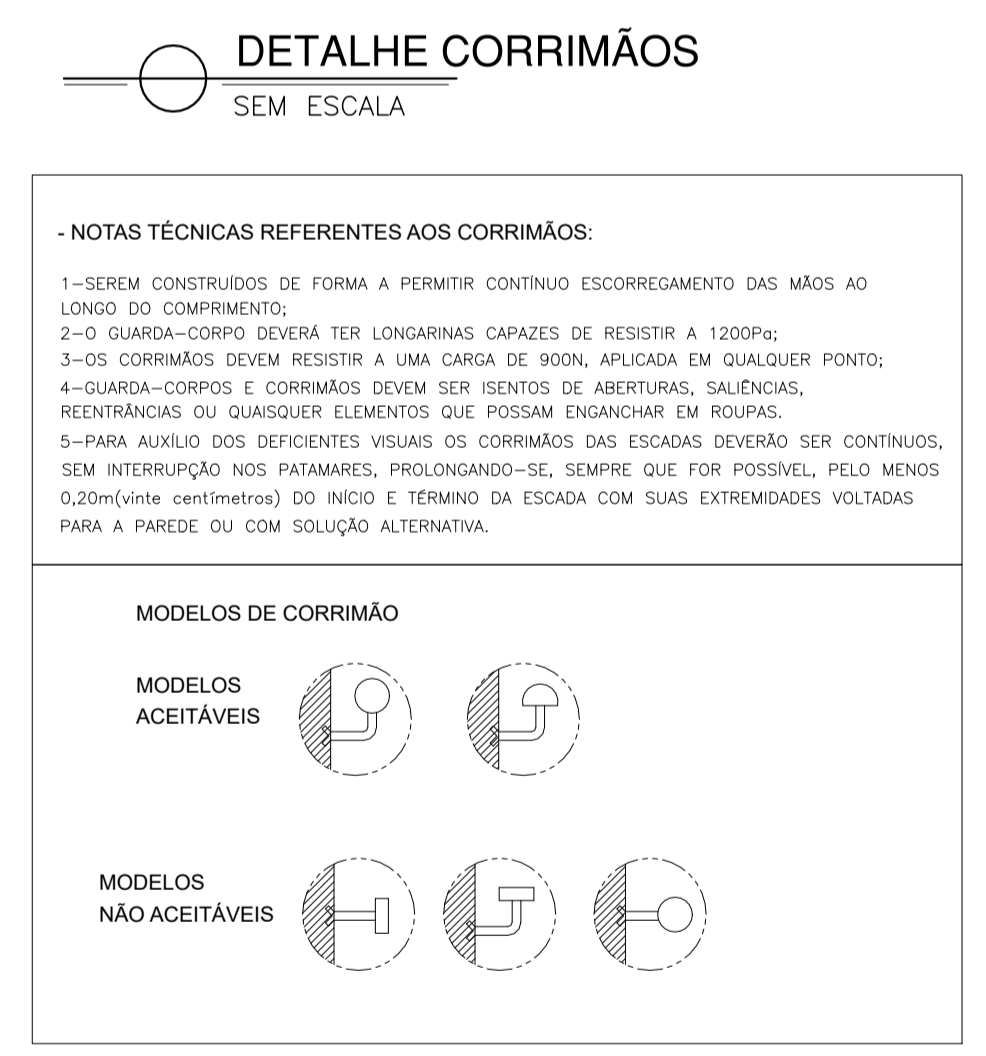 DETALHE CORRIMÃOS
SEM ESCALA
- NOTAS TÉCNICAS REFERENTES AOS CORRIMÃOS:
1-SEREM CONSTRUÍDOS DE FORMA A PERMITIR CONTÍNUO ESCORREGAMENTO DAS MÃOS AO
LONGO DO COMPRIMENTO;
2-O GUARDA-CORPO DEVERÁ TER LONGARINAS CAPAZES DE RESISTIR A 1200Pa;
3-OS CORRIMÃOS DEVEM RESISTIR A UMA CARGA DE 900N, APLICADA EM QUALQUER PONTO;
4-GUARDA-CORPOS E CORRIMÃOS DEVEM SER ISENTOS DE ABERTURAS, SALIÊNCIAS,
REENTRÂNCIAS OU QUAISQUER ELEMENTOS QUE POSSAM ENGANCHAR EM ROUPAS.
5-PARA AUXÍLIO DOS DEFICIENTES VISUAIS OS CORRIMÃOS DAS ESCADAS DEVERÃO SER CONTÍNUOS,
SEM INTERRUPÇÃO NOS PATAMARES, PROLONGANDO-SE, SEMPRE QUE FOR POSSÍVEL, PELO MENOS
0,20m(vinte centímetros) DO INÍCIO E TÉRMINO DA ESCADA COM SUAS EXTREMIDADES VOLTADAS
PARA A PAREDE OU COM SOLUÇÃO ALTERNATIVA.
MODELOS DE CORRIMÃO
MODELOS
ACEITÁVEIS
MODELOS
NÃO ACEITÁVEIS